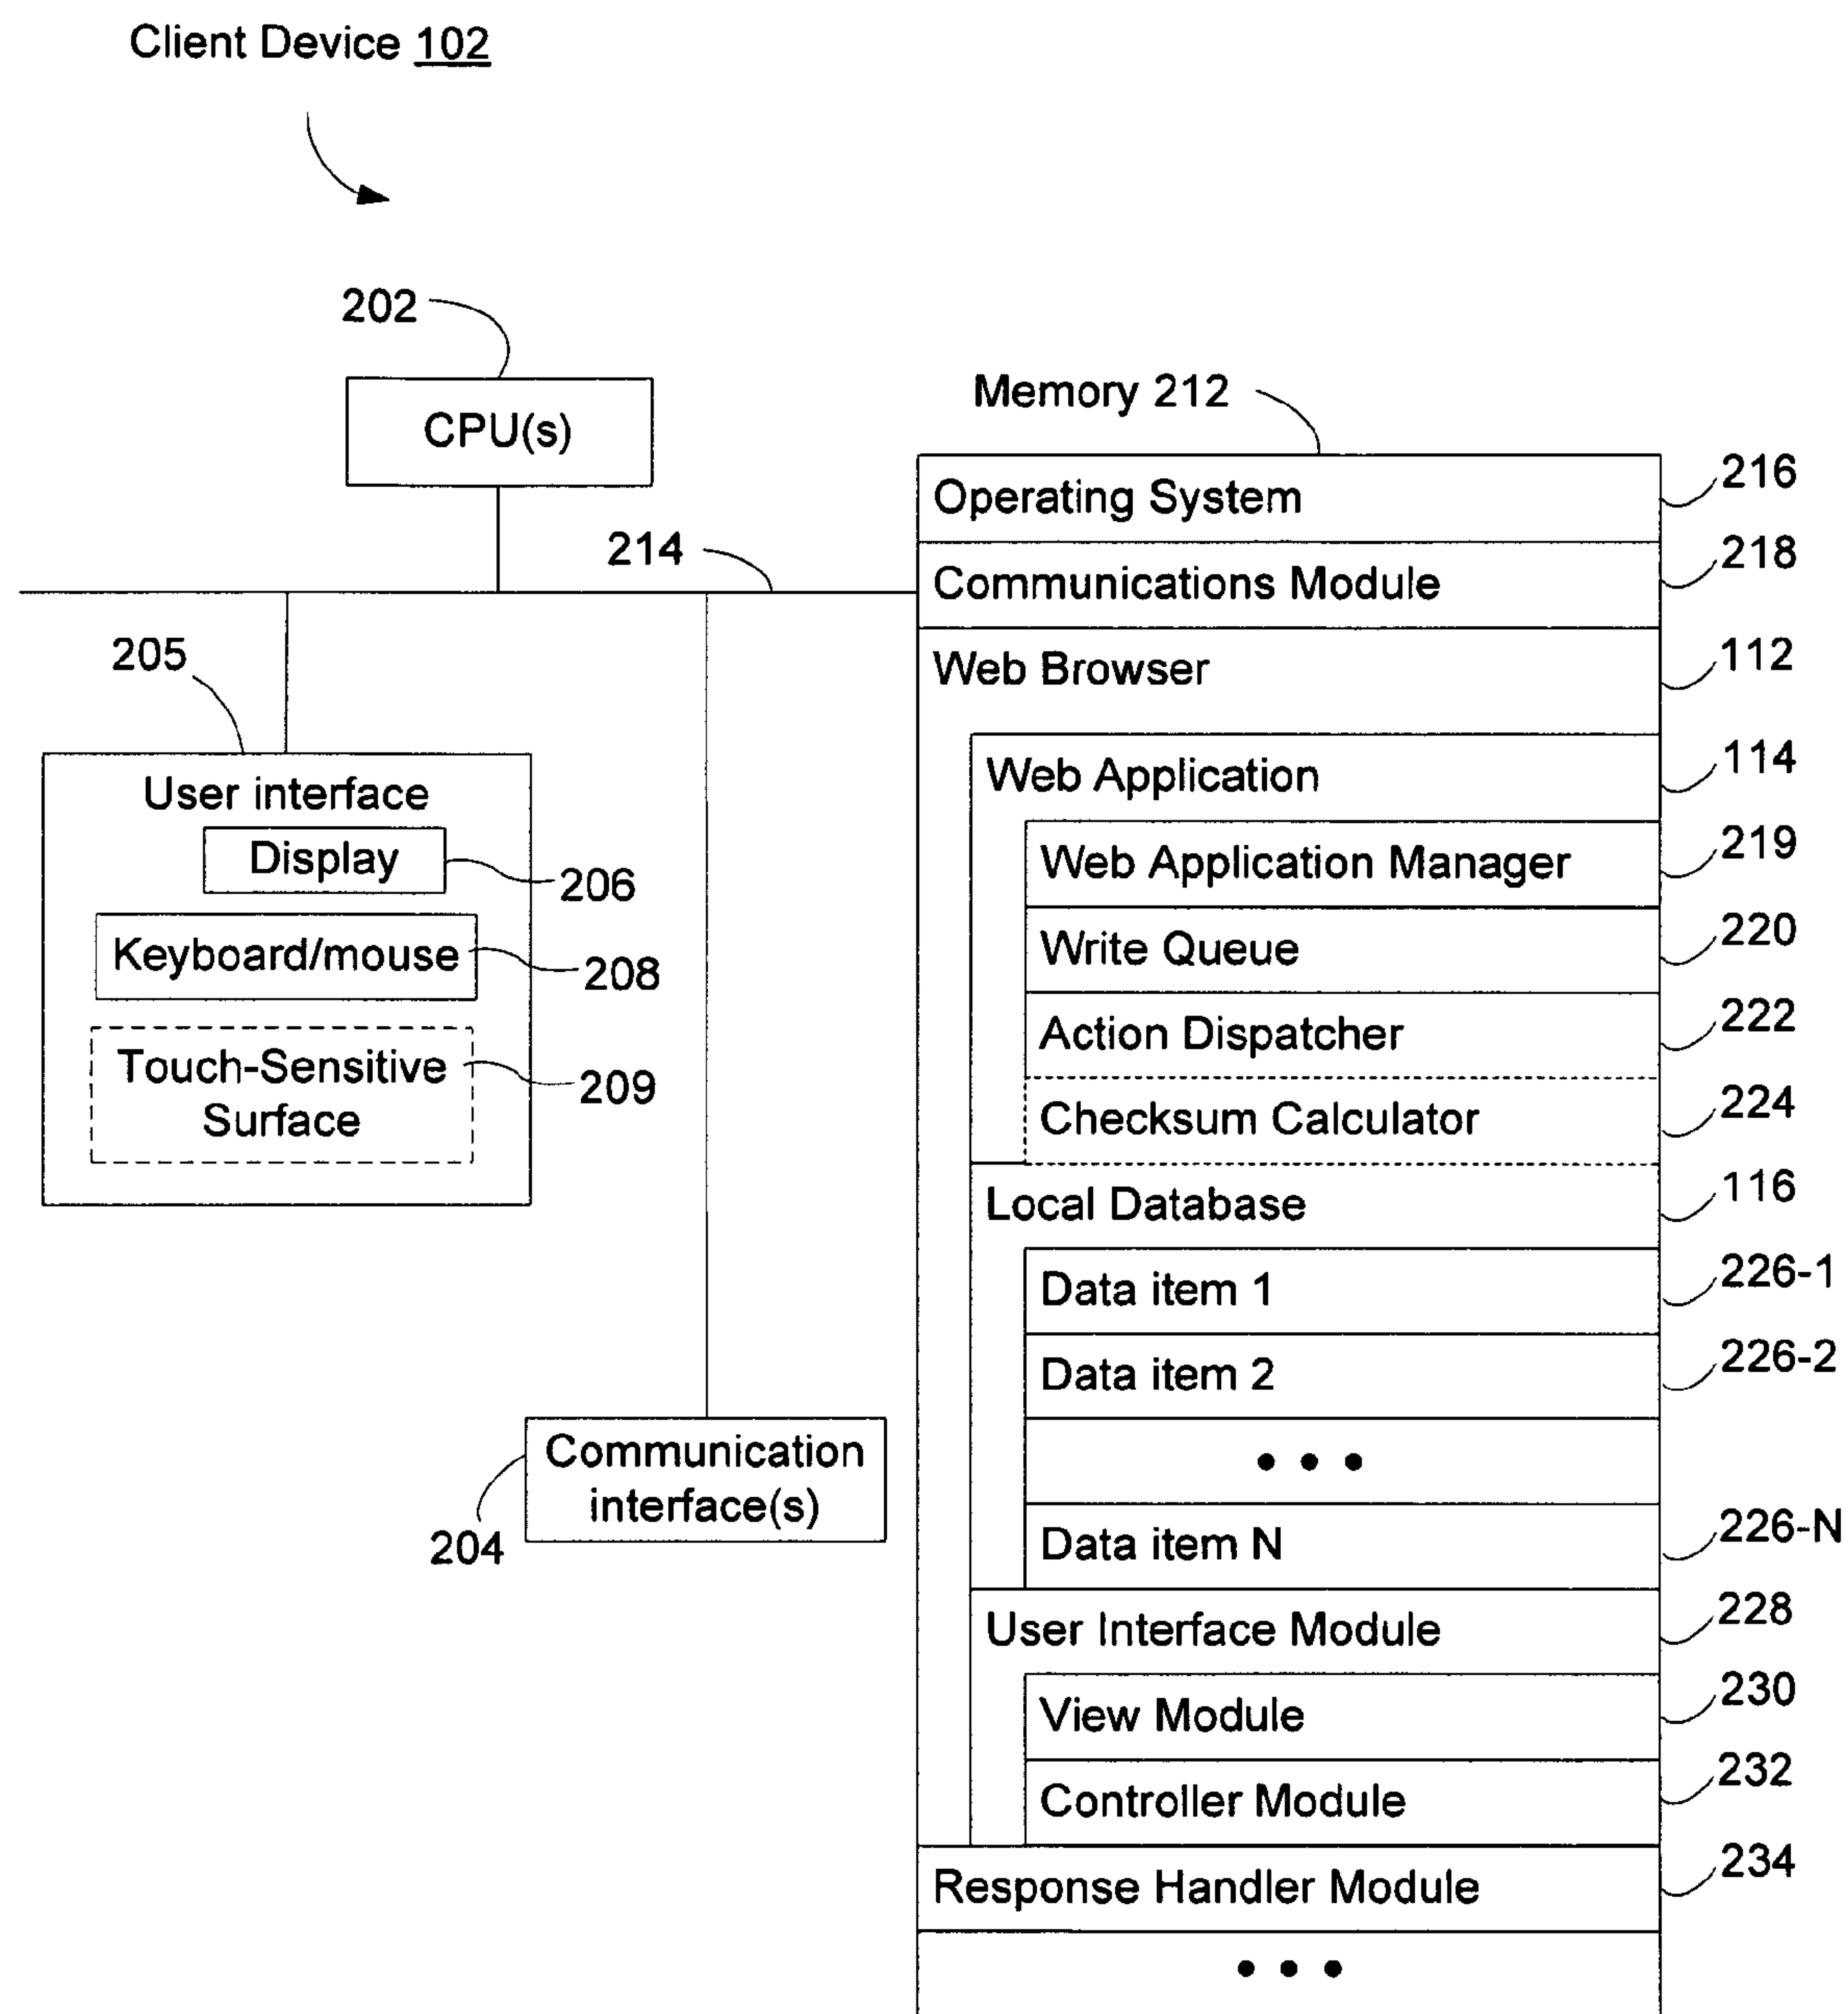 Client Device 102
202
CPU(s)
214
205
User interface
Display
206
Keyboard/mouse
208
Touch-Sensitive
Surface
209
Communication
interface(s)
204
Memory 212
Operating System
216
Communications Module
218
Web Browser
112
Web Application
114
Web Application Manager
219
Write Queue
220
Action Dispatcher
222
Checksum Calculator
224
Local Database
116
Data item 1
226-1
Data item 2
226-2
• • •
Data item N
226-N
User Interface Module
228
View Module
230
Controller Module
232
Response Handler Module
234
• • •